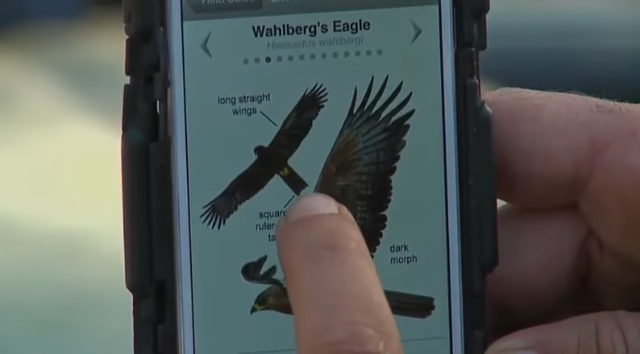 Wahlberg's Eagle
Hieraaetus wahlbergi
long straight
wings
square
ruler-
ta
dark
morph